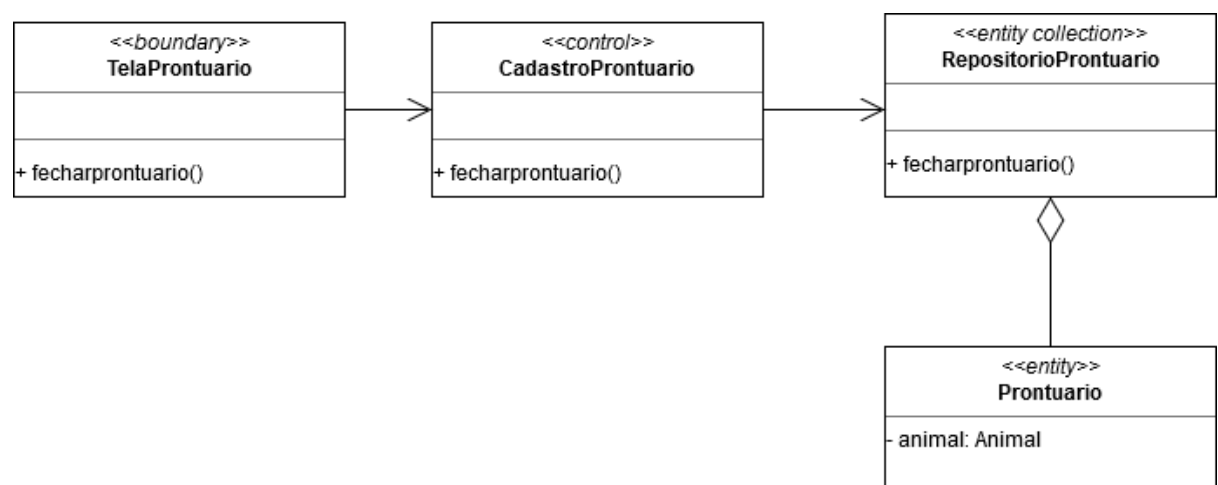 <<boundary>>
TelaProntuario
+ fecharprontuario()
<<control>>
CadastroProntuario
+ fecharprontuario()
<<entity collection>>
RepositorioProntuario
+ fecharprontuario()
<<entity>>
Prontuario
- animal: Animal